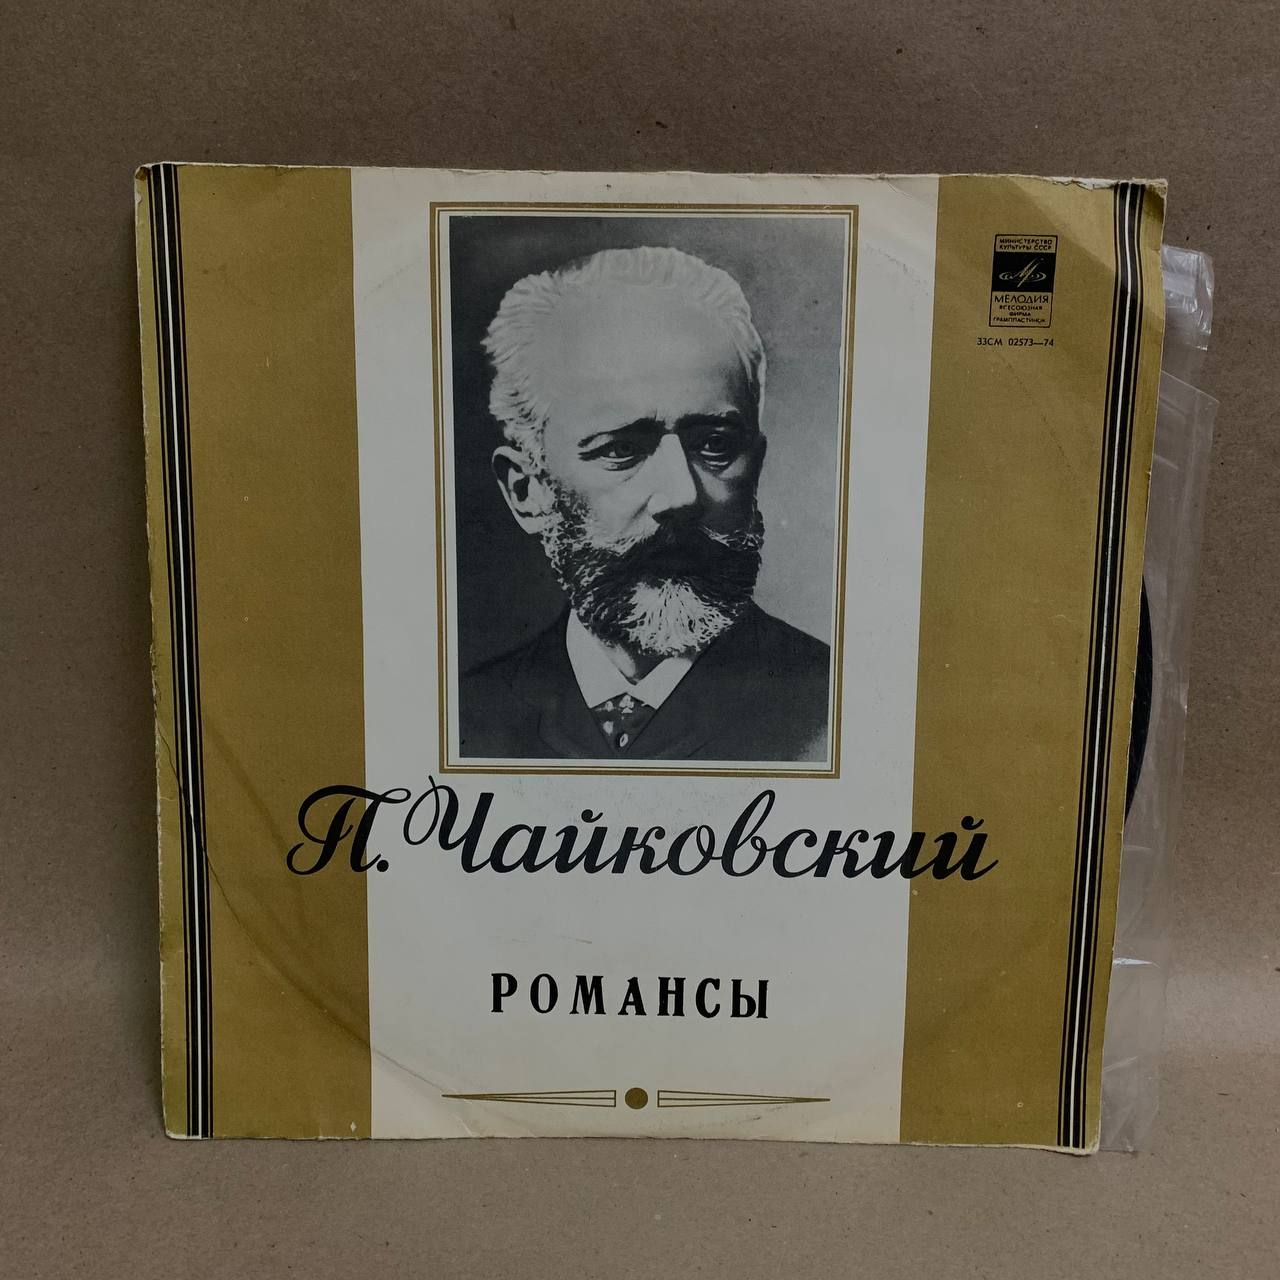 МИНИСТЕРСТВО
КУЛЬТУРЫ СССР
МЕЛОДИЯ
ВСЕСОЮЗНАЯ
ФИРМА
ГРАМПЛАСТИНОК
33СМ 02573—74
П. Чайковский
РОМАНСЫ